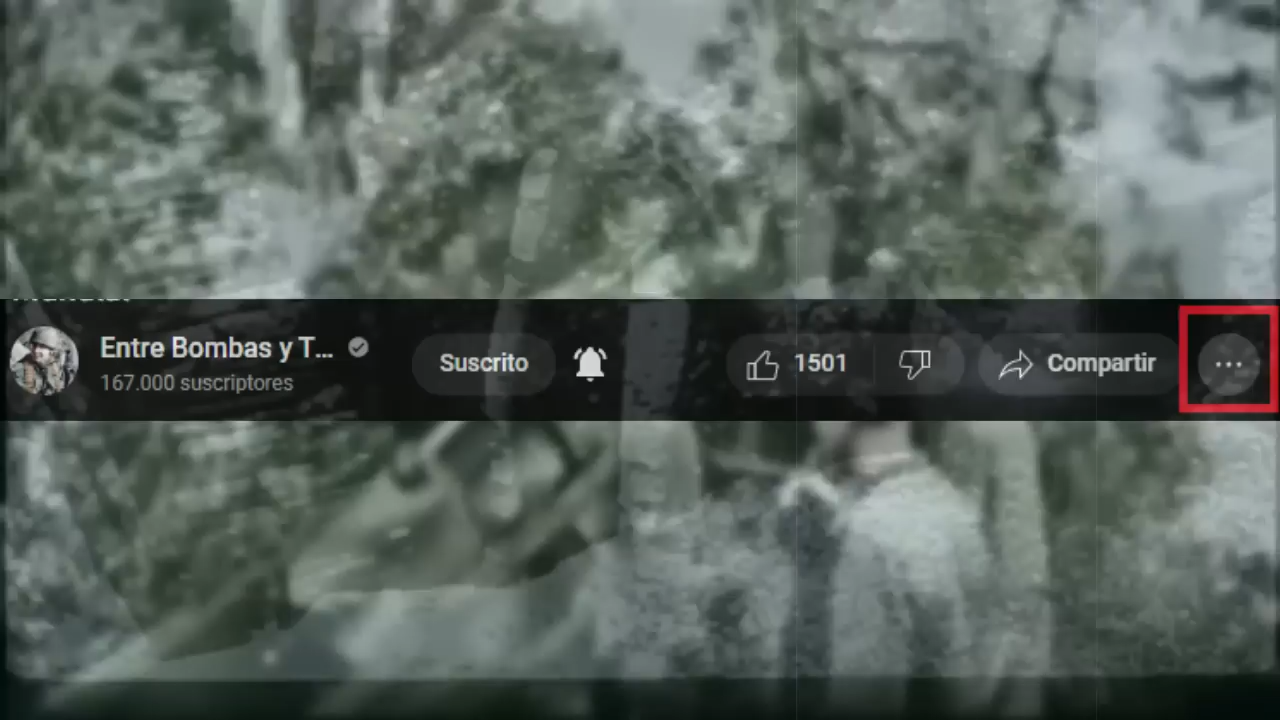 Entre Bombas y T...
167.000 suscriptores
Suscrito
1501
Compartir